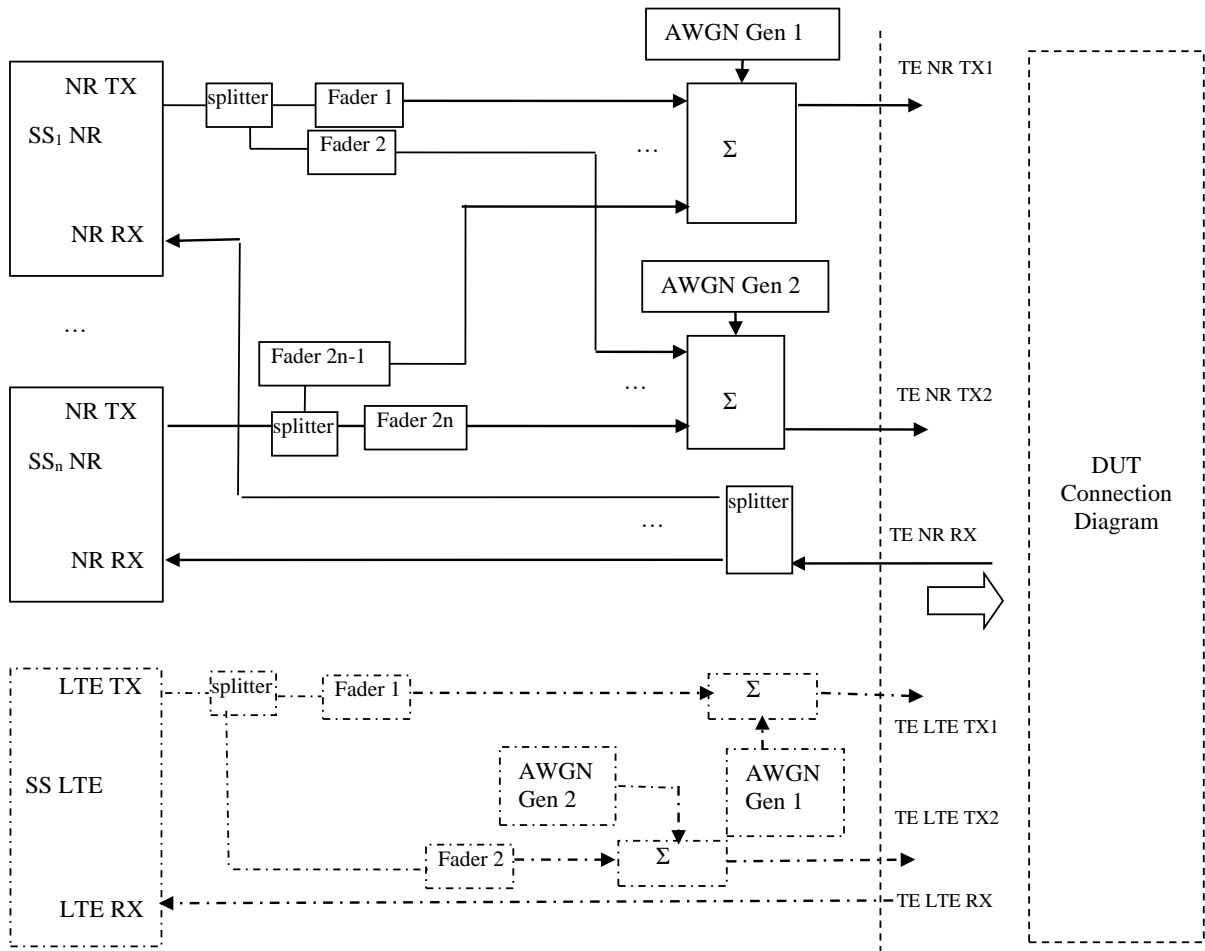 AWGN Gen 1
TE NR TX1
NR TX
splitter
Fader 1
SS₁ NR
Fader 2
…
Σ
NR RX
AWGN Gen 2
…
Fader 2n-1
…
Σ
TE NR TX2
NR TX
splitter
Fader 2n
SSₙ NR
DUT
Connection
Diagram
splitter
…
TE NR RX
NR RX
LTE TX
splitter
Fader 1
Σ
TE LTE TX1
SS LTE
AWGN
Gen 2
AWGN
Gen 1
TE LTE TX2
Fader 2
Σ
LTE RX
TE LTE RX